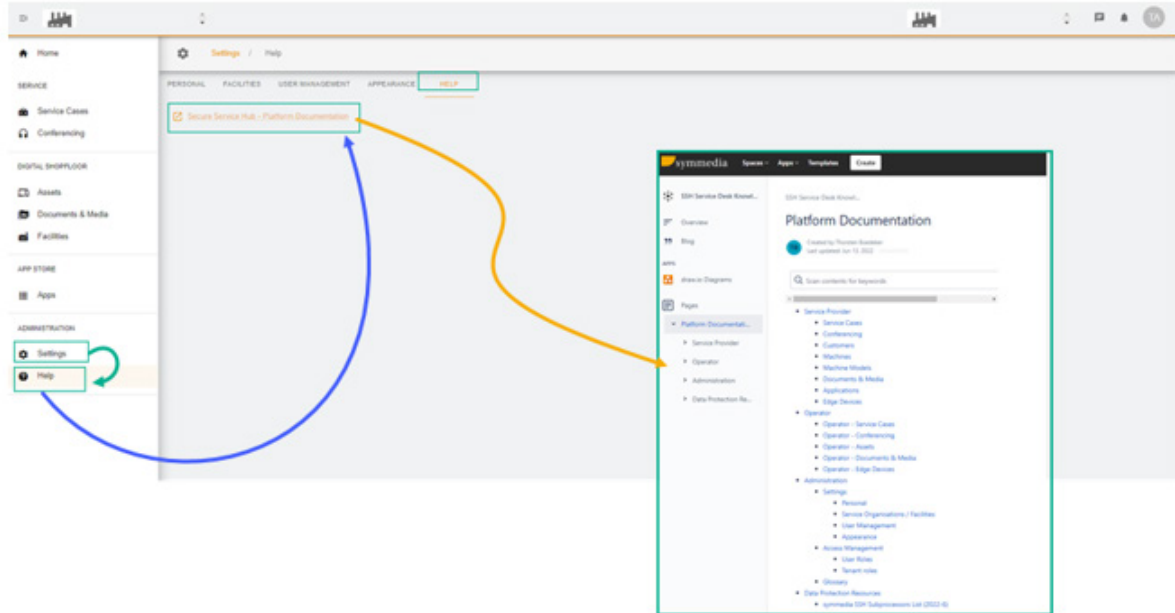 TA
Home
Settings / Help
SERVICE
PERSONAL FACILITIES USER MANAGEMENT APPEARANCE HELP
Service Cases
Secure Service Hub - Platform Documentation
Conferencing
DIGITAL SHOPFLOOR
Assets
Documents & Media
Facilities
APP STORE
Apps
ADMINISTRATION
Settings
Help
symmedia Spaces Apps Templates Create
SSH Service Desk Knowl...
Overview
Blog
APPS
draw.io Diagrams
Pages
Platform Documentati...
Service Provider
Operator
Administration
Data Protection Re...
SSH Service Desk Knowl...
Platform Documentation
Created by Thorsten
Last updated: Jun 13, 2022
Scan contents for keywords
Service Provider
Service Cases
Conferencing
Customers
Machines
Machine Models
Documents & Media
Applications
Edge Devices
Operator
Operator - Service Cases
Operator - Conferencing
Operator - Assets
Operator - Documents & Media
Operator - Edge Devices
Administration
Settings
Personal
Service Organisations / Facilities
User Management
Appearance
Access Management
User Roles
Tenant roles
Glossary
Data Protection Resources
symmedia SSH Subprocessors List (2022-6)